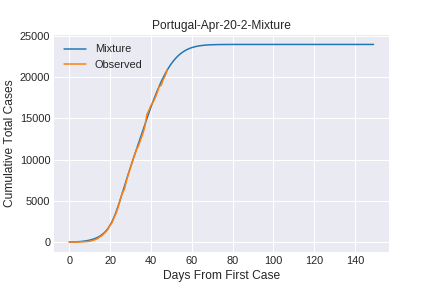 Portugal-Apr-20-2-Mixture
Mixture
Observed
Cumulative Total Cases
25000
20000
15000
10000
5000
0
0 20 40 60 80 100 120 140
Days From First Case